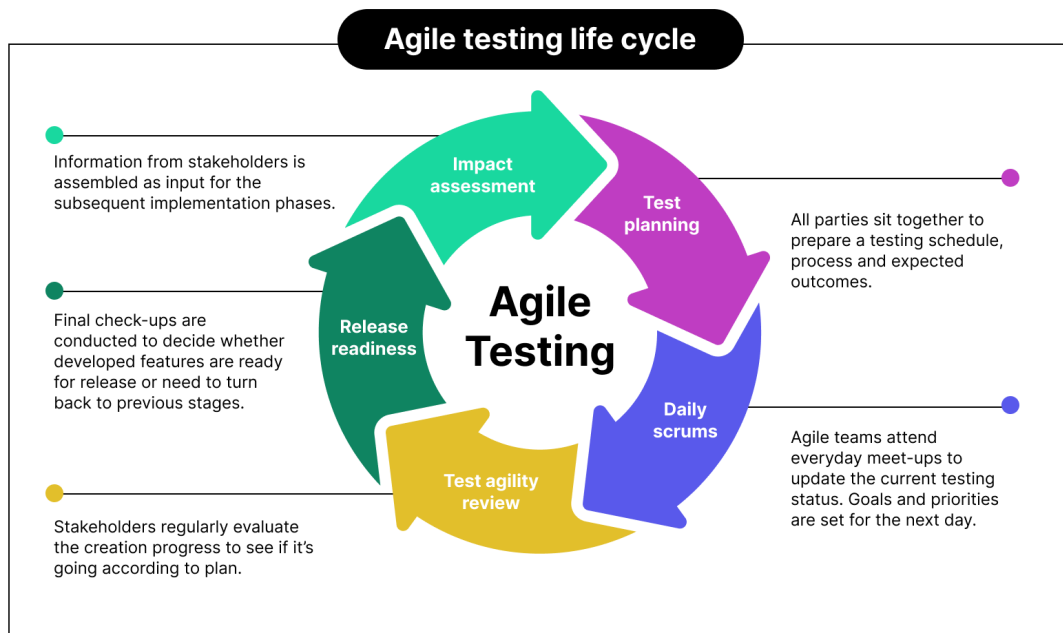 Agile testing life cycle
Impact
assessment
Information from stakeholders is
assembled as input for the
subsequent implementation phases.
Test
planning
All parties sit together to
prepare a testing schedule,
process and expected
outcomes.
Agile
Testing
Release
readiness
Final check-ups are
conducted to decide whether
developed features are ready
for release or need to turn
back to previous stages.
Daily
scrums
Agile teams attend
everyday meet-ups to
update the current testing
status. Goals and priorities
are set for the next day.
Test agility
review
Stakeholders regularly evaluate
the creation progress to see if it’s
going according to plan.